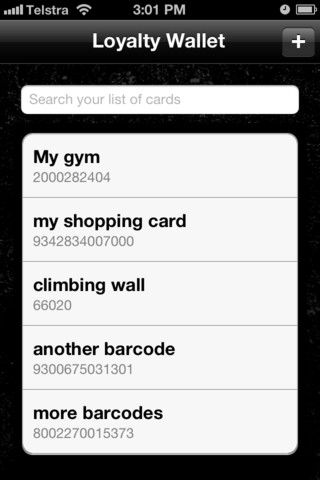 Telstra 3:01 PM
Loyalty Wallet +
Search your list of cards
My gym
2000282404
my shopping card
9342834007000
climbing wall
66020
another barcode
9300675031301
more barcodes
8002270015373